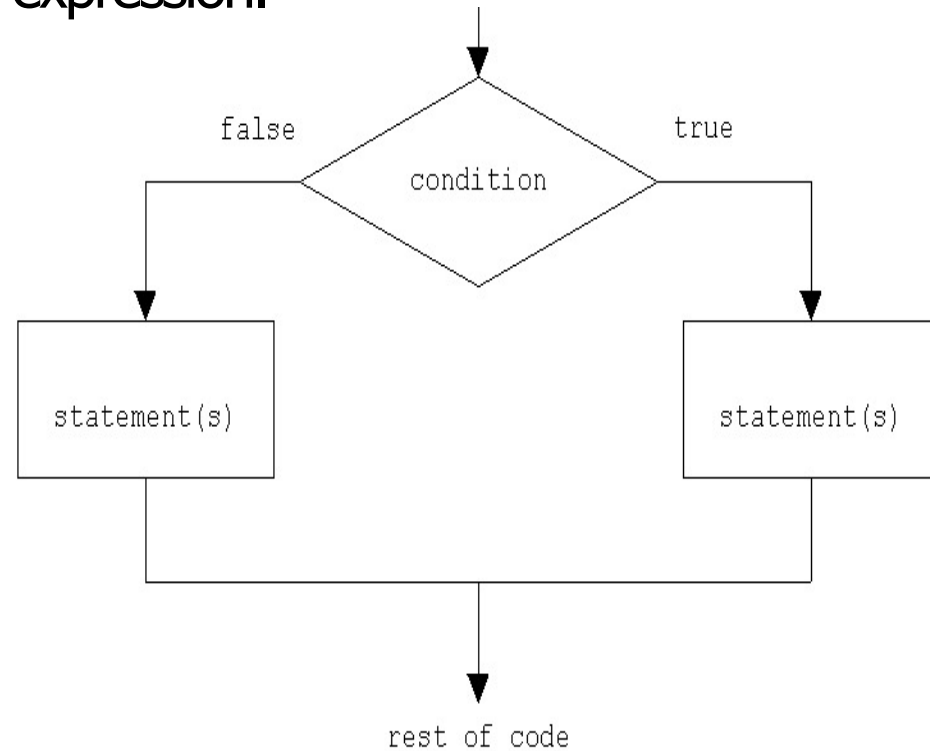 expression.
false
true
condition
statement(s)
statement(s)
rest of code